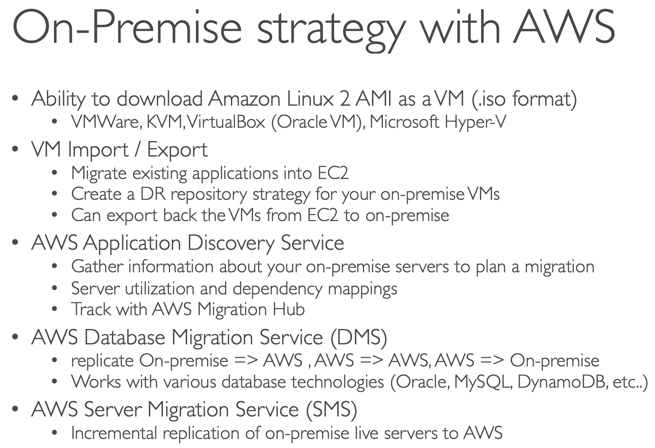 On-Premise strategy with AWS
• Ability to download Amazon Linux 2 AMI as a VM (.iso format)
• VMWare, KVM, VirtualBox (Oracle VM), Microsoft Hyper-V
• VM Import / Export
• Migrate existing applications into EC2
• Create a DR repository strategy for your on-premise VMs
• Can export back the VMs from EC2 to on-premise
• AWS Application Discovery Service
• Gather information about your on-premise servers to plan a migration
• Server utilization and dependency mappings
• Track with AWS Migration Hub
• AWS Database Migration Service (DMS)
• replicate On-premise => AWS , AWS => AWS, AWS => On-premise
• Works with various database technologies (Oracle, MySQL, DynamoDB, etc..)
• AWS Server Migration Service (SMS)
• Incremental replication of on-premise live servers to AWS